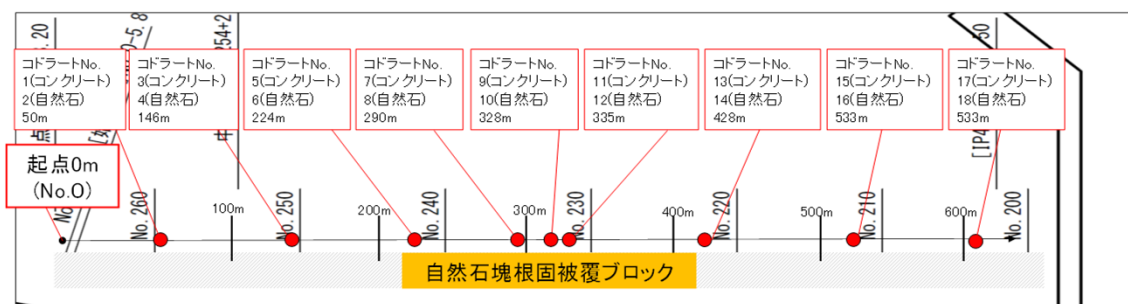 コドラートNo.
1(コンクリート)
2(自然石)
50m
コドラートNo.
3(コンクリート)
4(自然石)
146m
コドラートNo.
5(コンクリート)
6(自然石)
224m
コドラートNo.
7(コンクリート)
8(自然石)
290m
コドラートNo.
9(コンクリート)
10(自然石)
328m
コドラートNo.
11(コンクリート)
12(自然石)
335m
コドラートNo.
13(コンクリート)
14(自然石)
428m
コドラートNo.
15(コンクリート)
16(自然石)
533m
コドラートNo.
17(コンクリート)
18(自然石)
533m
3.20
0-5.8
254+2
50
[IP4
起点0m
(No.O)
No.260
100m
No.250
200m
No.240
300m
No.230
400m
No.220
500m
No.210
600m
No.200
自然石塊根固被覆ブロック